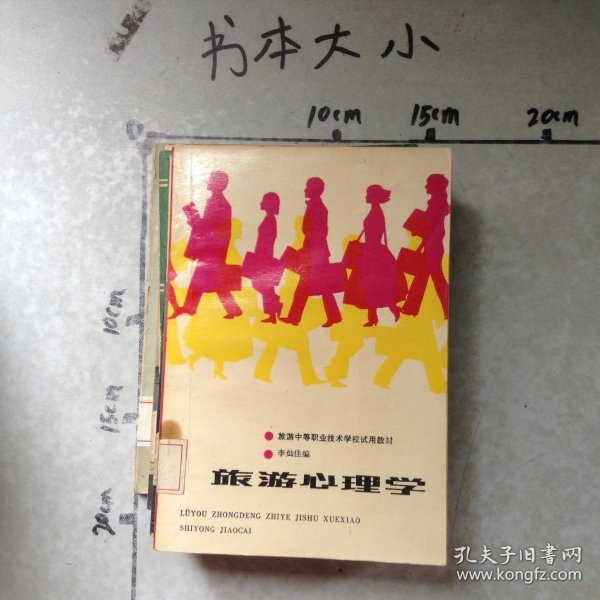 书本大小
10cm
15cm
20cm
0
10cm
15cm
20cm
旅游中等职业技术学校试用教材
李灿佳编
旅游心理学
LÜYOU ZHONGDENG ZHIYE JISHU XUEXIAO
SHIYONG JIAOCAI
孔夫子旧书网
www.kongfz.com